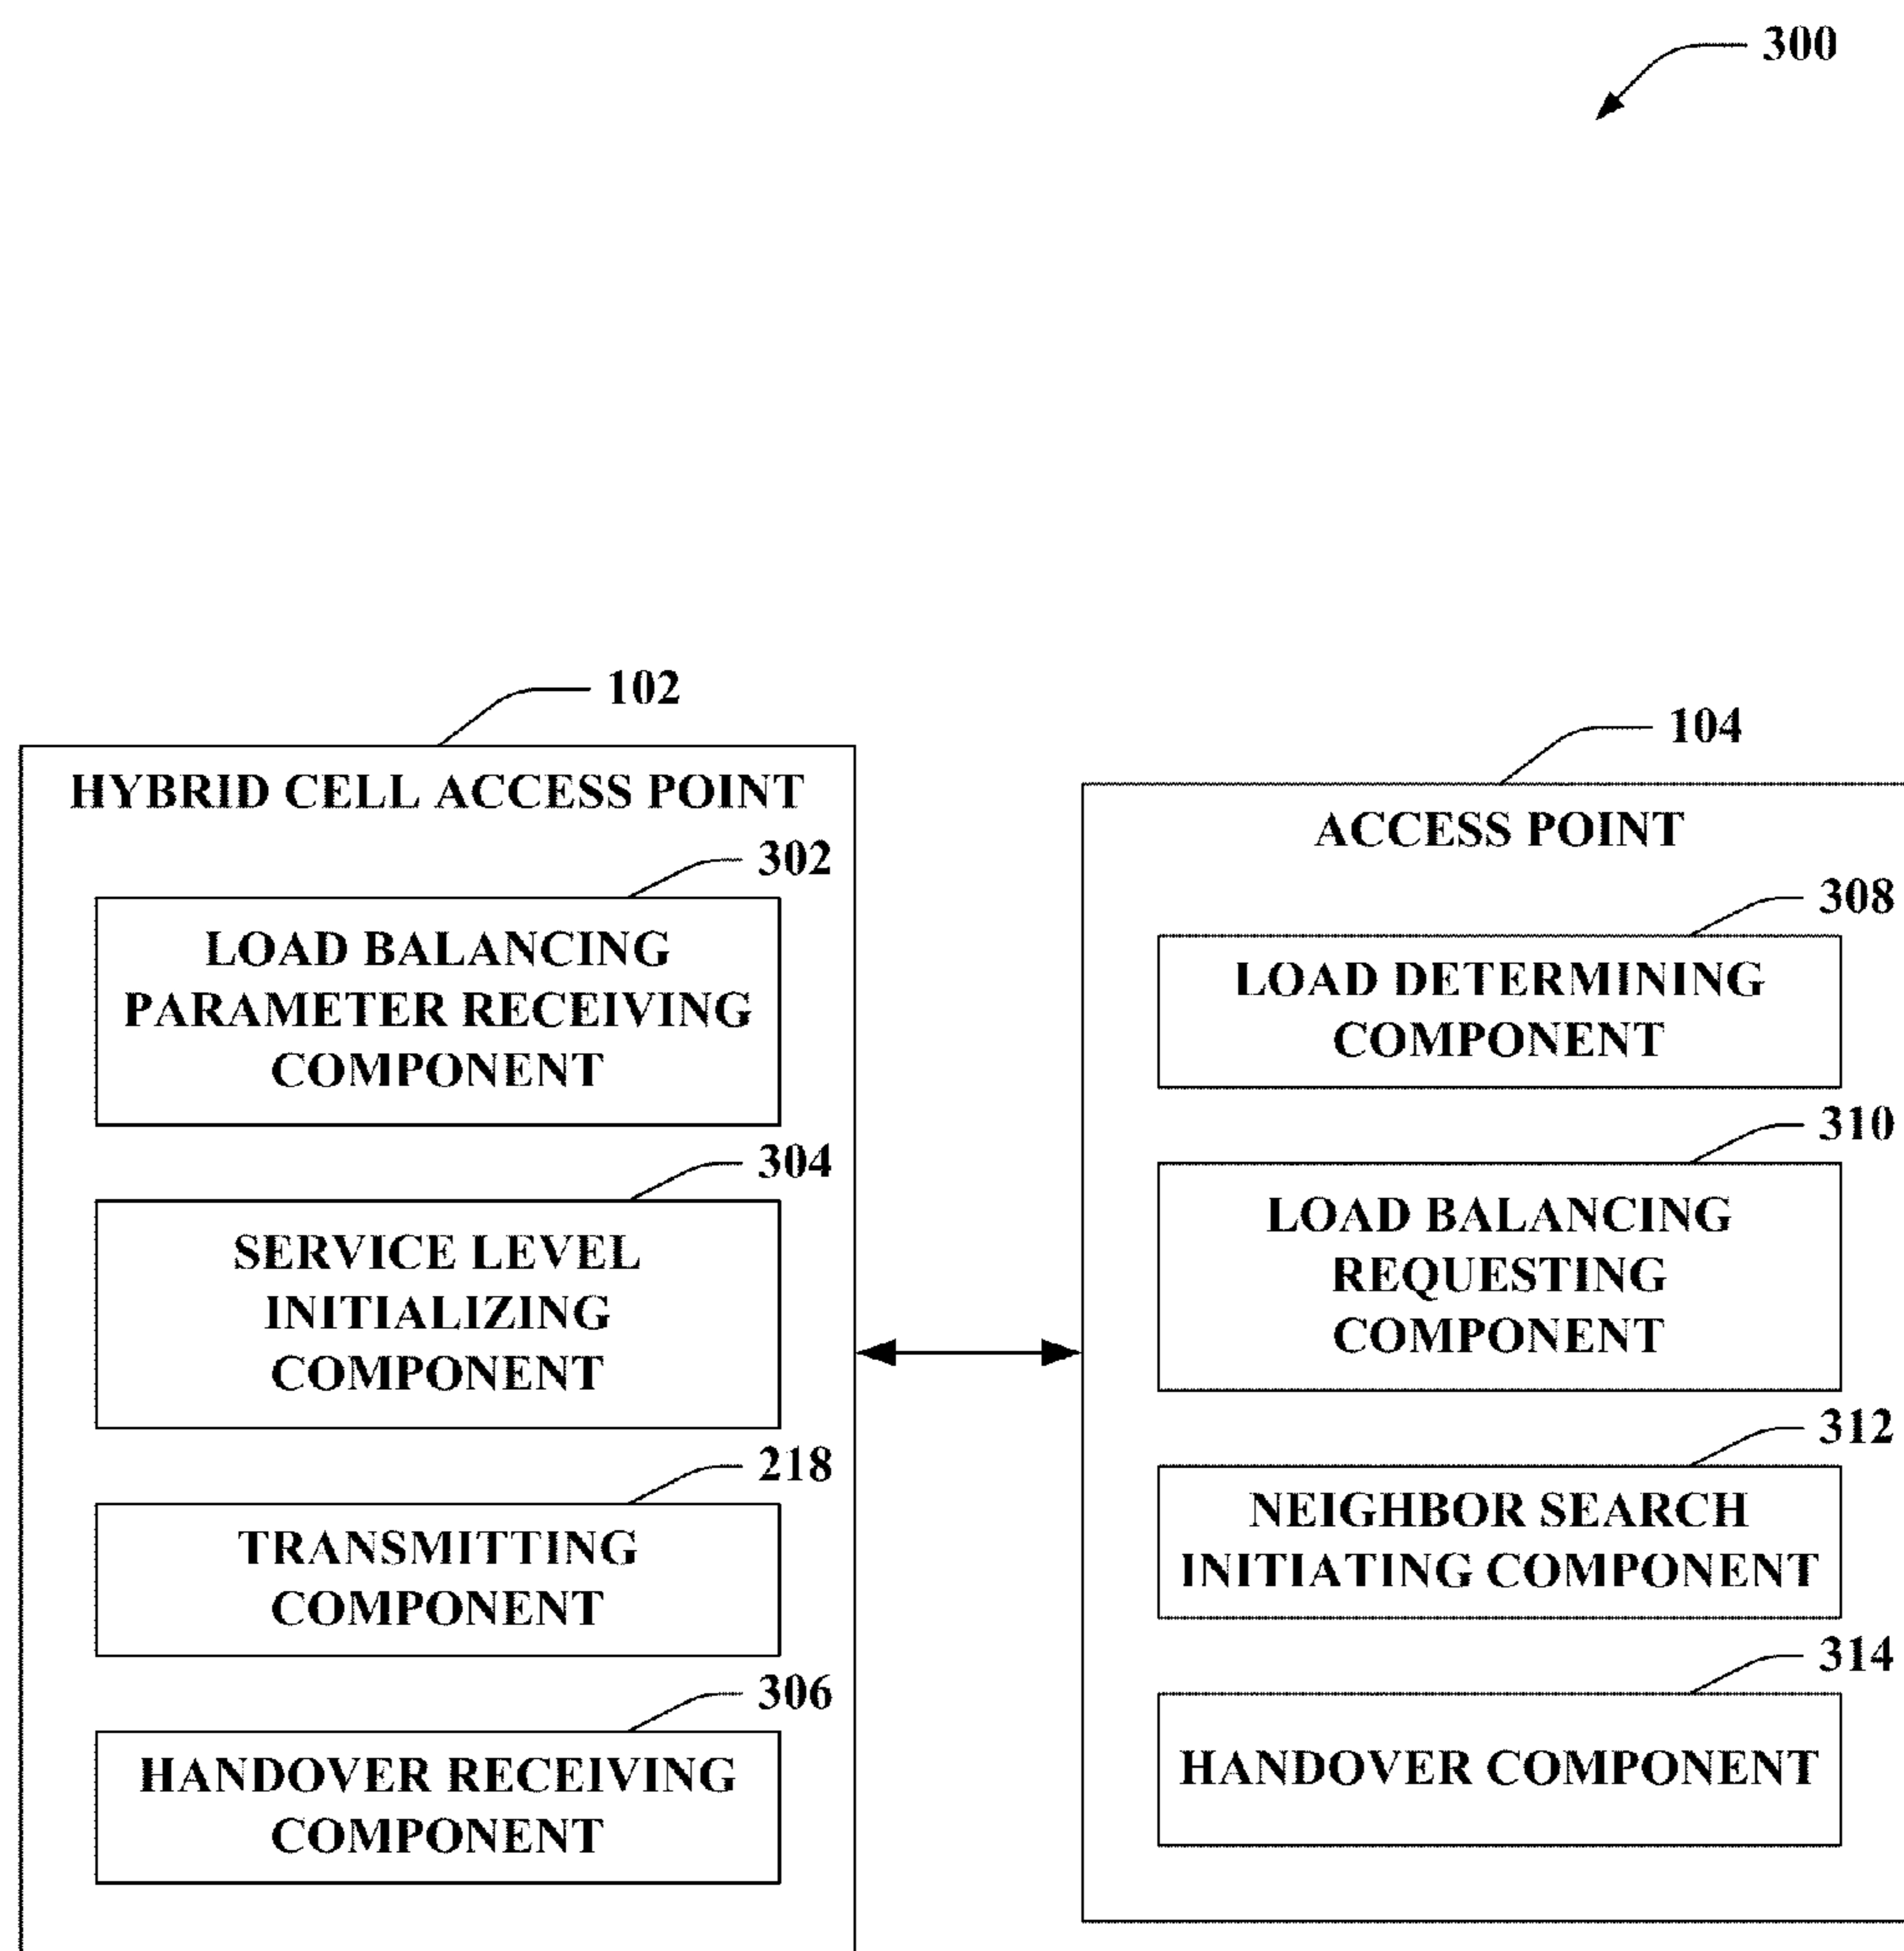 300
102
HYBRID CELL ACCESS POINT
302
LOAD BALANCING
PARAMETER RECEIVING
COMPONENT
304
SERVICE LEVEL
INITIALIZING
COMPONENT
218
TRANSMITTING
COMPONENT
306
HANDOVER RECEIVING
COMPONENT
104
ACCESS POINT
308
LOAD DETERMINING
COMPONENT
310
LOAD BALANCING
REQUESTING
COMPONENT
312
NEIGHBOR SEARCH
INITIATING COMPONENT
314
HANDOVER COMPONENT